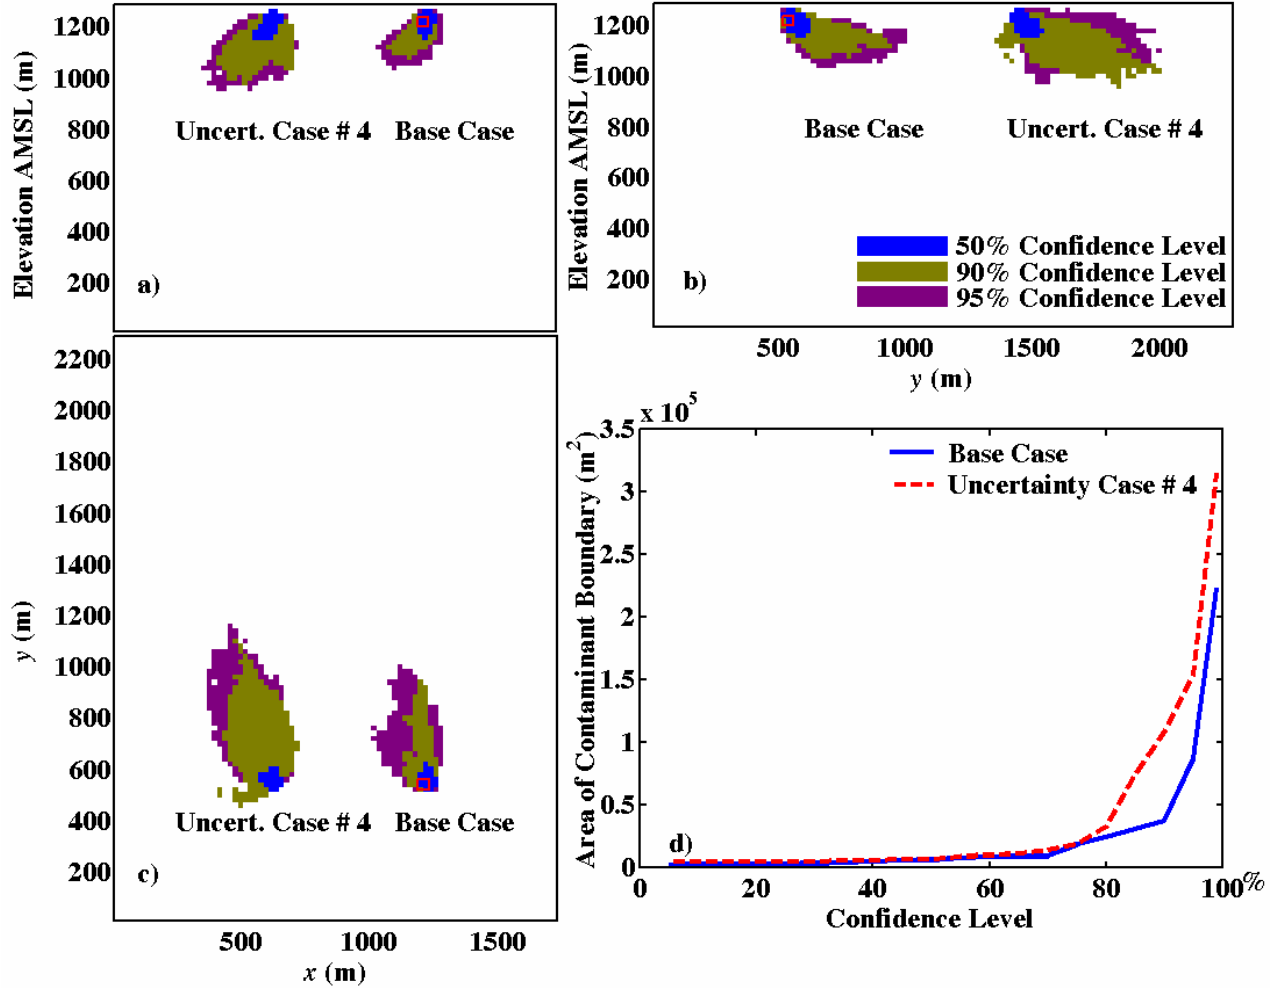 Elevation AMSL (m)
1200
1000
800
600
400
200
Uncert. Case # 4
Base Case
a)
Elevation AMSL (m)
1200
1000
800
600
400
200
Base Case
Uncert. Case # 4
50% Confidence Level
90% Confidence Level
95% Confidence Level
b)
500
1000
1500
2000
y (m)
y (m)
2200
2000
1800
1600
1400
1200
1000
800
600
400
200
Uncert. Case # 4
Base Case
c)
500
1000
1500
x (m)
x 10^5
Area of Contaminant Boundary (m^2)
3.5
3
2.5
2
1.5
1
0.5
0
Base Case
Uncertainty Case # 4
d)
0
20
40
60
80
100%
Confidence Level